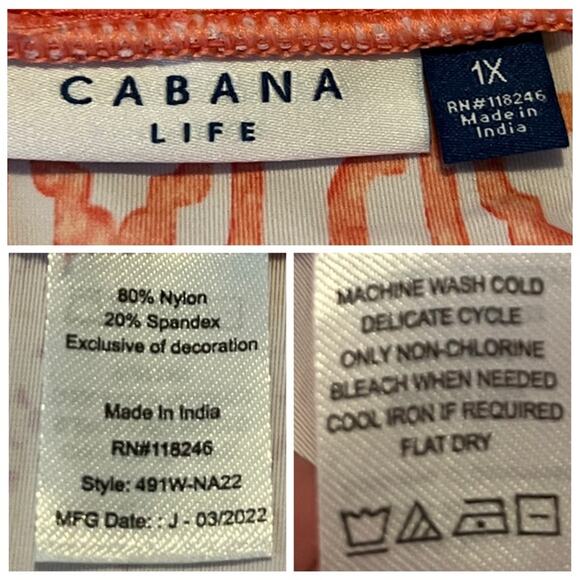 CABANA
LIFE
1X
RN#118246
Made in
India
80% Nylon
20% Spandex
Exclusive of decoration
Made In India
RN#118246
Style: 491W-NA22
MFG Date: : J - 03/2022
MACHINE WASH COLD
DELICATE CYCLE
ONLY NON-CHLORINE
BLEACH WHEN NEEDED
COOL IRON IF REQUIRED
FLAT DRY